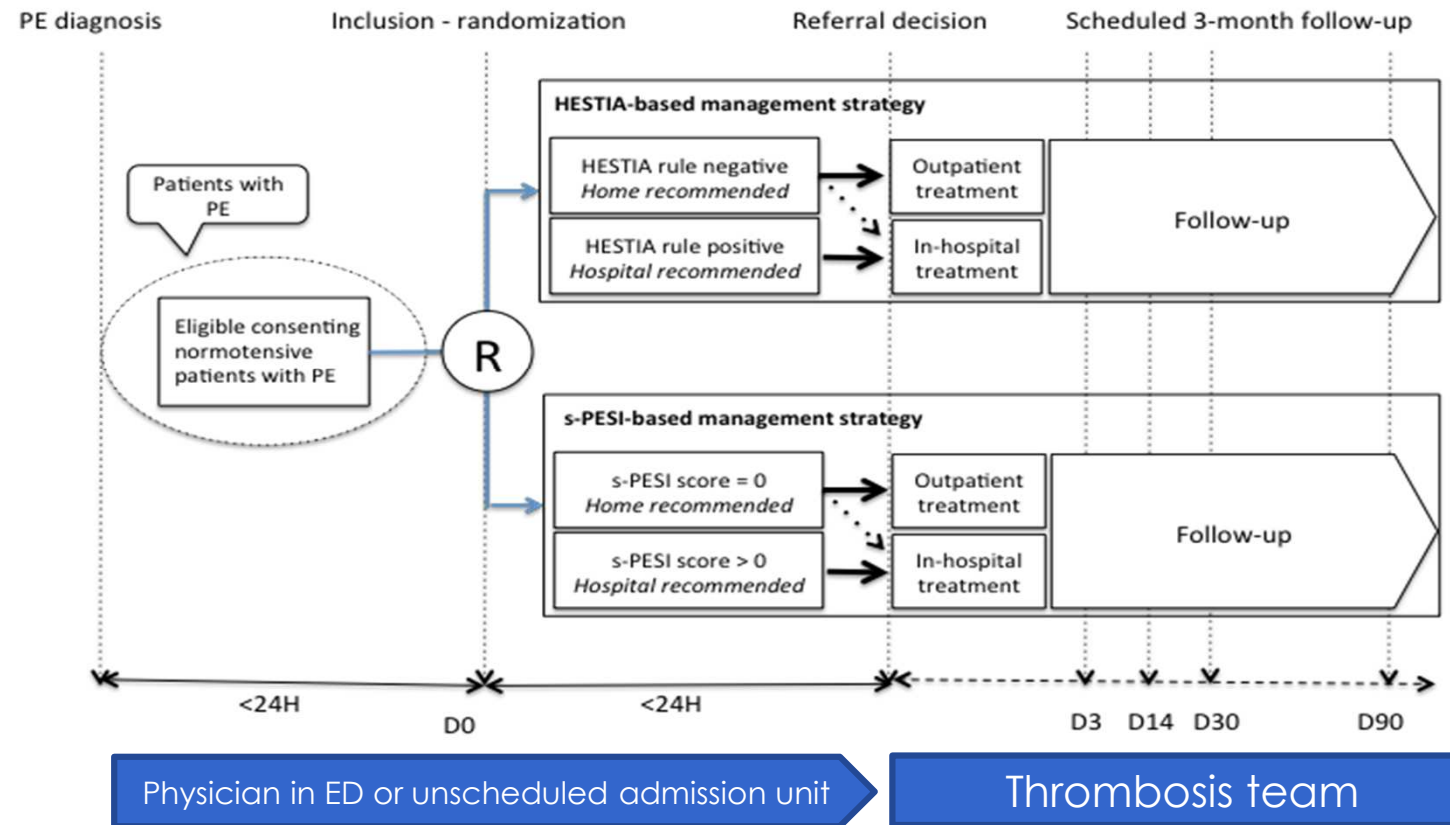 PE diagnosis
Inclusion - randomization
Referral decision
Scheduled 3-month follow-up
HESTIA-based management strategy
HESTIA rule negative
Home recommended
HESTIA rule positive
Hospital recommended
Outpatient
treatment
In-hospital
treatment
Follow-up
Patients with
PE
Eligible consenting
normotensive
patients with PE
R
s-PESI-based management strategy
s-PESI score = 0
Home recommended
s-PESI score > 0
Hospital recommended
Outpatient
treatment
In-hospital
treatment
Follow-up
<24H
D0
<24H
D3
D14
D30
D90
Physician in ED or unscheduled admission unit
Thrombosis team